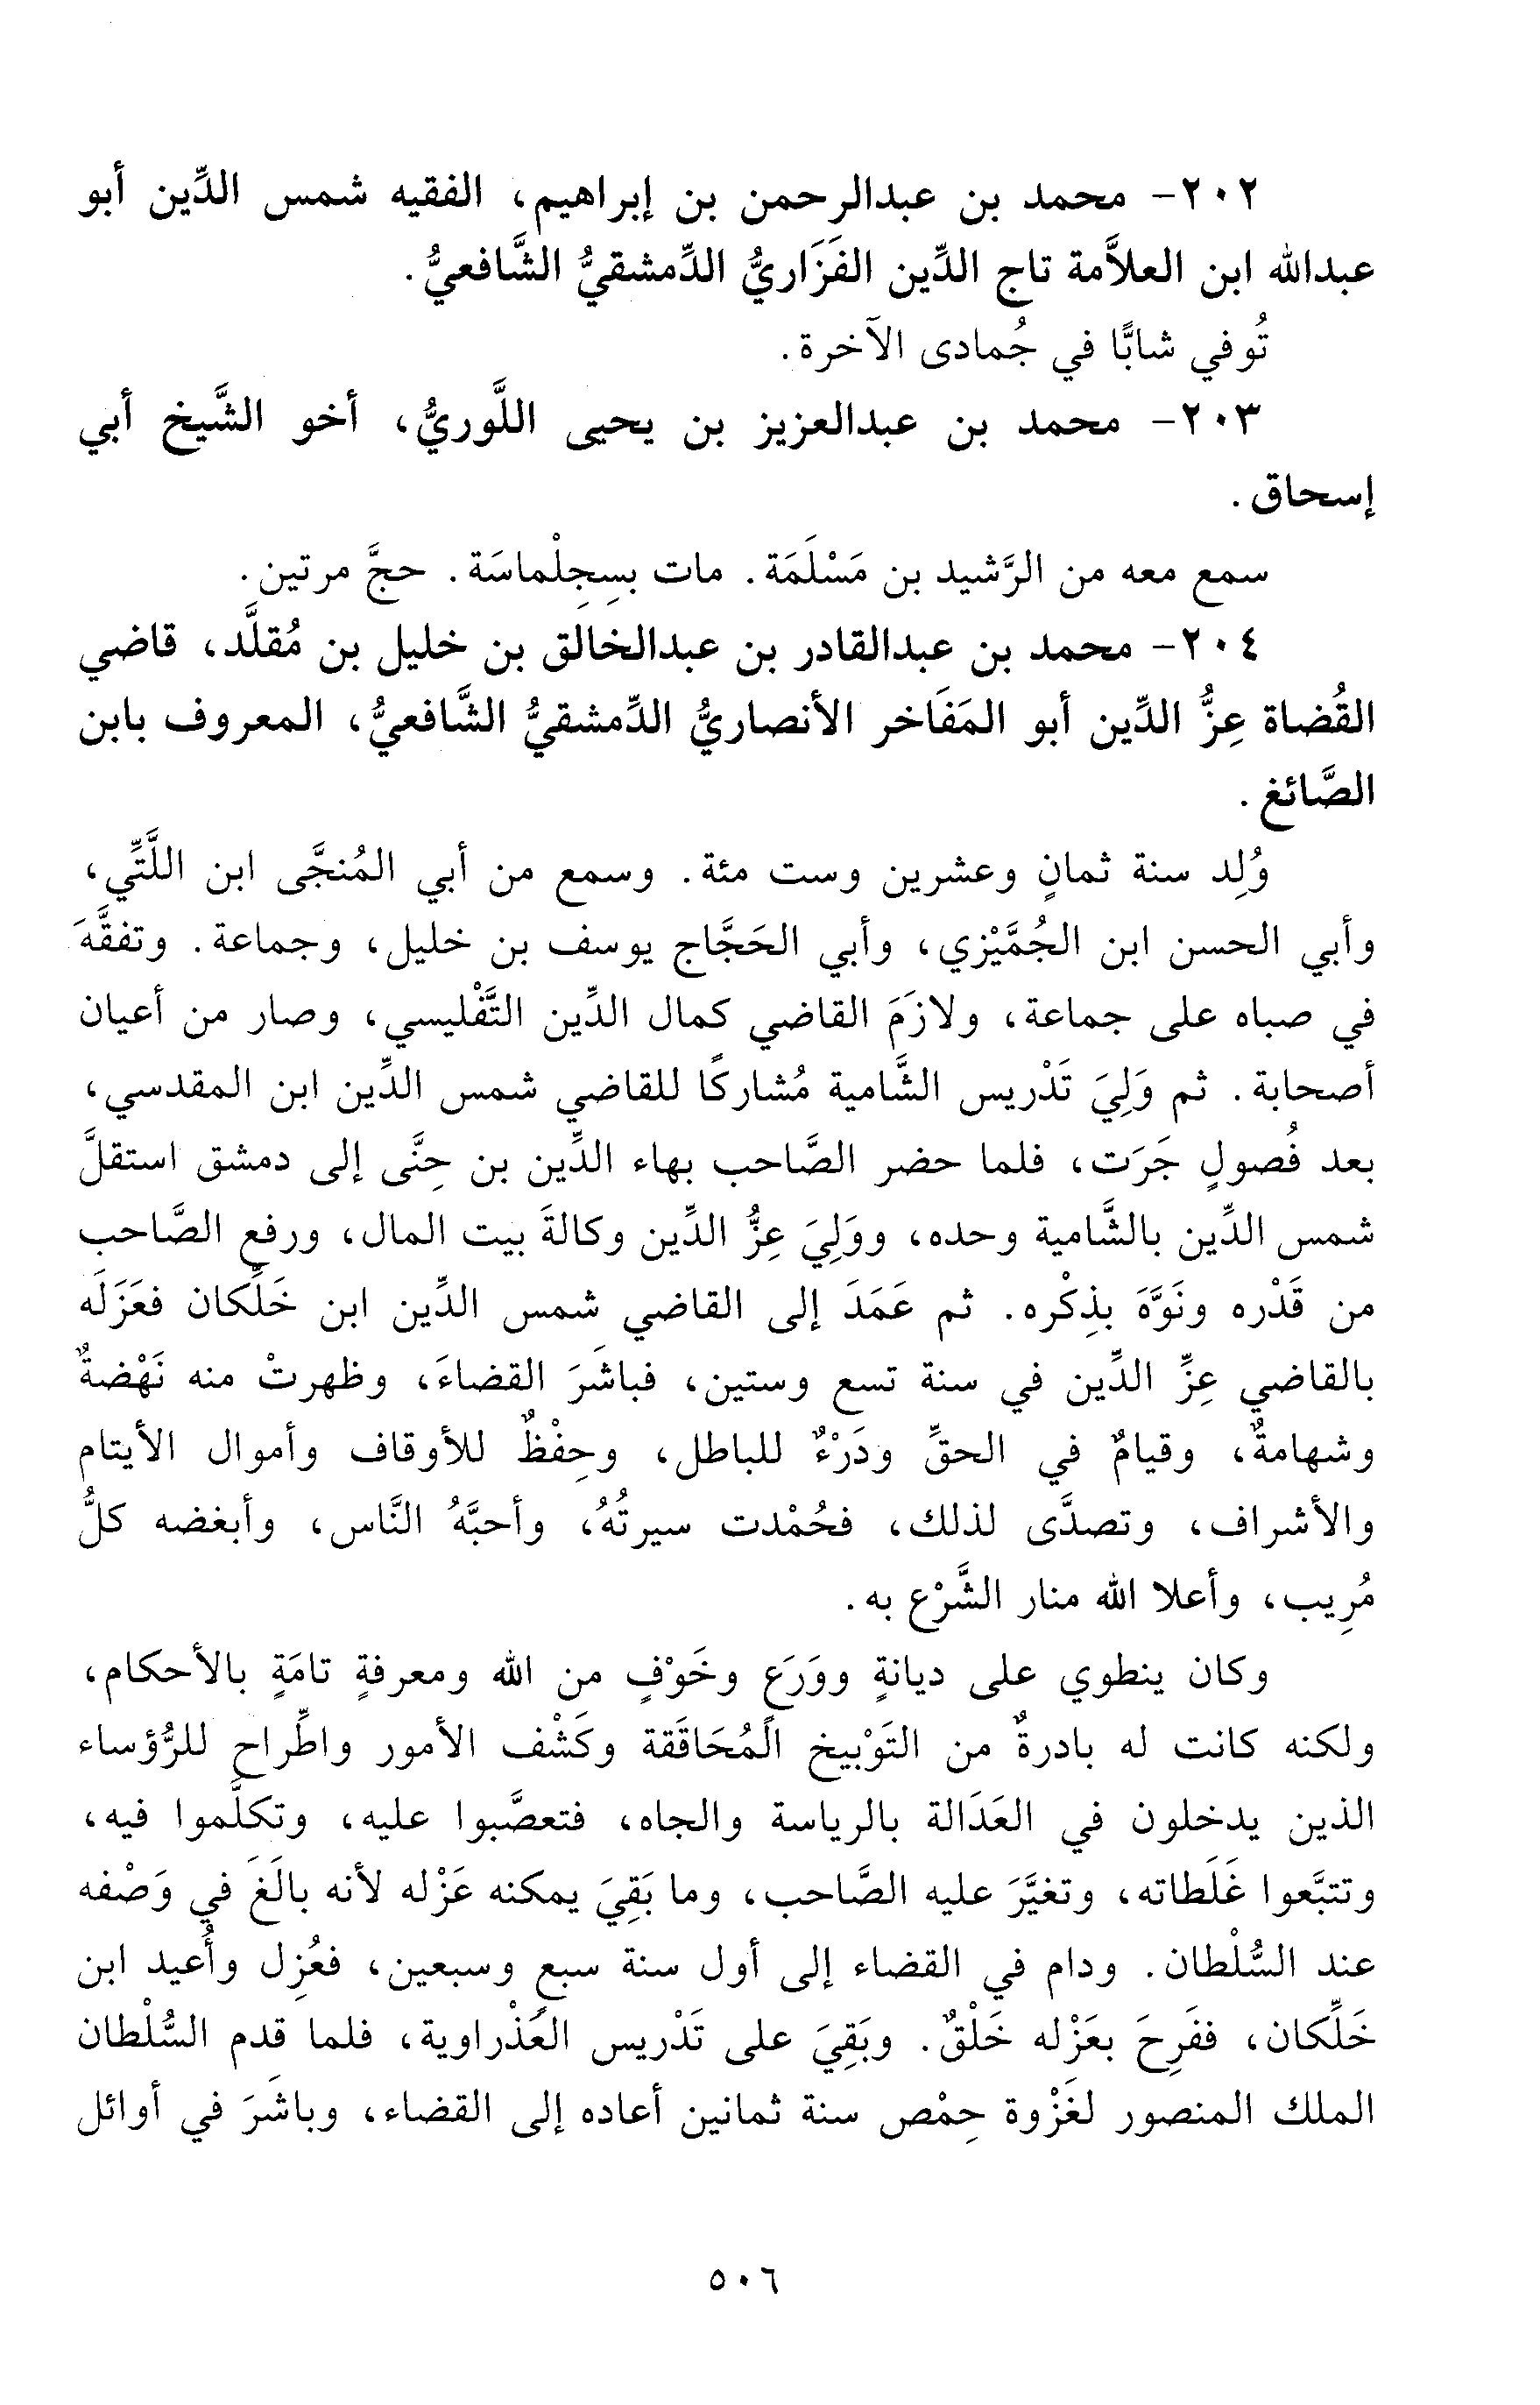 ٢٠٢- محمد بن عبدالرحمن بن إبراهيم، الفقيه شمس الدِّين أبو
عبدالله ابن العلاَّمة تاج الدِّين الفَزَاريُّ الدِّمشقيُّ الشَّافعيُّ.
تُوفي شابًّا في جُمادى الآخرة.
٢٠٣- محمد بن عبدالعزيز بن يحيى اللَّوريُّ، أخو الشَّيخ أبي
إسحاق.
سمع معه من الرَّشيد بن مَسْلَمَة. مات بسِجِلْماسَة. حجَّ مرتين.
٢٠٤- محمد بن عبدالقادر بن عبدالخالق بن خليل بن مُقلَّد، قاضي
القُضاة عِزُّ الدِّين أبو المَفَاخر الأنصاريُّ الدِّمشقيُّ الشَّافعيُّ، المعروف بابن
الصَّائغ.
وُلِد سنة ثمانٍ وعشرين وست مئة. وسمع من أبي المُنجَّى ابن اللَّتِّي،
وأبي الحسن ابن الجُمَّيْزي، وأبي الحَجَّاج يوسف بن خليل، وجماعة. وتفقَّهَ
في صباه على جماعة، ولازَمَ القاضي كمال الدِّين التَّفْليسي، وصار من أعيان
أصحابة. ثم وَلِيَ تَدْريس الشَّامية مُشاركًا للقاضي شمس الدِّين ابن المقدسي،
بعد فُصولٍ جَرَت، فلما حضر الصَّاحب بهاء الدِّين بن حِنَّى إلى دمشق استقلَّ
شمس الدِّين بالشَّامية وحده، ووَلِيَ عِزُّ الدِّين وكالةَ بيت المال، ورفع الصَّاحب
من قَدْره ونَوَّهَ بذِكْره. ثم عَمَدَ إلى القاضي شمس الدِّين ابن خَلِّكان فعَزَلَه
بالقاضي عِزِّ الدِّين في سنة تسع وستين، فباشَرَ القضاءَ، وظهرتْ منه نَهْضةٌ
وشهامةٌ، وقيامٌ في الحقِّ ودَرْءٌ للباطل، وحِفْظٌ للأوقاف وأموال الأيتام
والأشراف، وتصدَّى لذلك، فحُمْدت سيرتُهُ، وأحبَّهُ النَّاس، وأبغضه كلُّ
مُرِيب، وأعلا الله منار الشَّرْع به.
وكان ينطوي على ديانةٍ ووَرَعٍ وخَوْفٍ من الله ومعرفةٍ تامَةٍ بالأحكام،
ولكنه كانت له بادرةٌ من التَوْبيخ المُحَاقَقة وكَشْف الأمور واطِّراح للرُّؤساء
الذين يدخلون في العَدَالة بالرياسة والجاه، فتعصَّبوا عليه، وتكلَّموا فيه،
وتتبَّعوا غَلَطاته، وتغيَّرَ عليه الصَّاحب، وما بَقِيَ يمكنه عَزْله لأنه بالَغَ في وَصْفه
عند السُّلْطان. ودام في القضاء إلى أول سنة سبعٍ وسبعين، فعُزِل وأُعيد ابن
خَلِّكان، ففَرِحَ بعَزْله خَلْقٌ. وبَقِيَ على تَدْريس العَذْراوية، فلما قدم السُّلْطان
الملك المنصور لغَزْوة حِمْص سنة ثمانين أعاده إلى القضاء، وباشَرَ في أوائل
٥٠٦